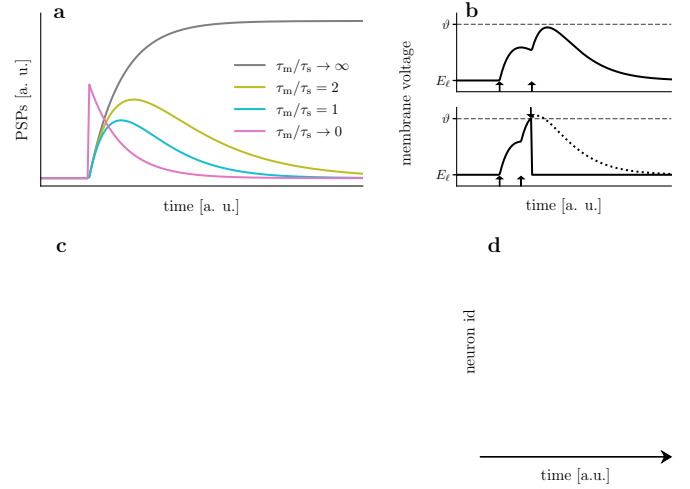 a
PSPs [a. u.]
τm/τs → ∞
τm/τs = 2
τm/τs = 1
τm/τs → 0
time [a. u.]
b
membrane voltage
ϑ
Eℓ
ϑ
Eℓ
time [a. u.]
c
d
neuron id
time [a.u.]